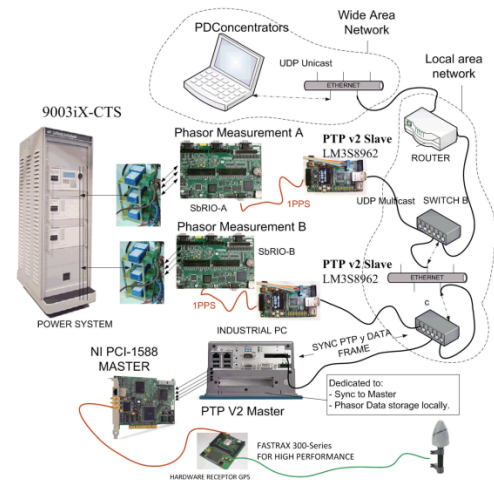 Wide Area
Network
PDConcentrators
UDP Unicast
ETHERNET
Local area
network
9003iX-CTS
ROUTER
Phasor Measurement A
PTP v2 Slave
LM3S8962
SbRIO-A
1PPS
UDP Multicast
SWITCH B
Phasor Measurement B
SbRIO-B
PTP v2 Slave
LM3S8962
ETHERNET
1PPS
C
POWER SYSTEM
INDUSTRIAL PC
SYNC PTP y DATA
FRAME
NI PCI-1588
MASTER
PTP V2 Master
Dedicated to:
- Sync to Master
- Phasor Data storage locally.
FASTRAX 300-Series
FOR HIGH PERFORMANCE
HARDWARE RECEPTOR GPS